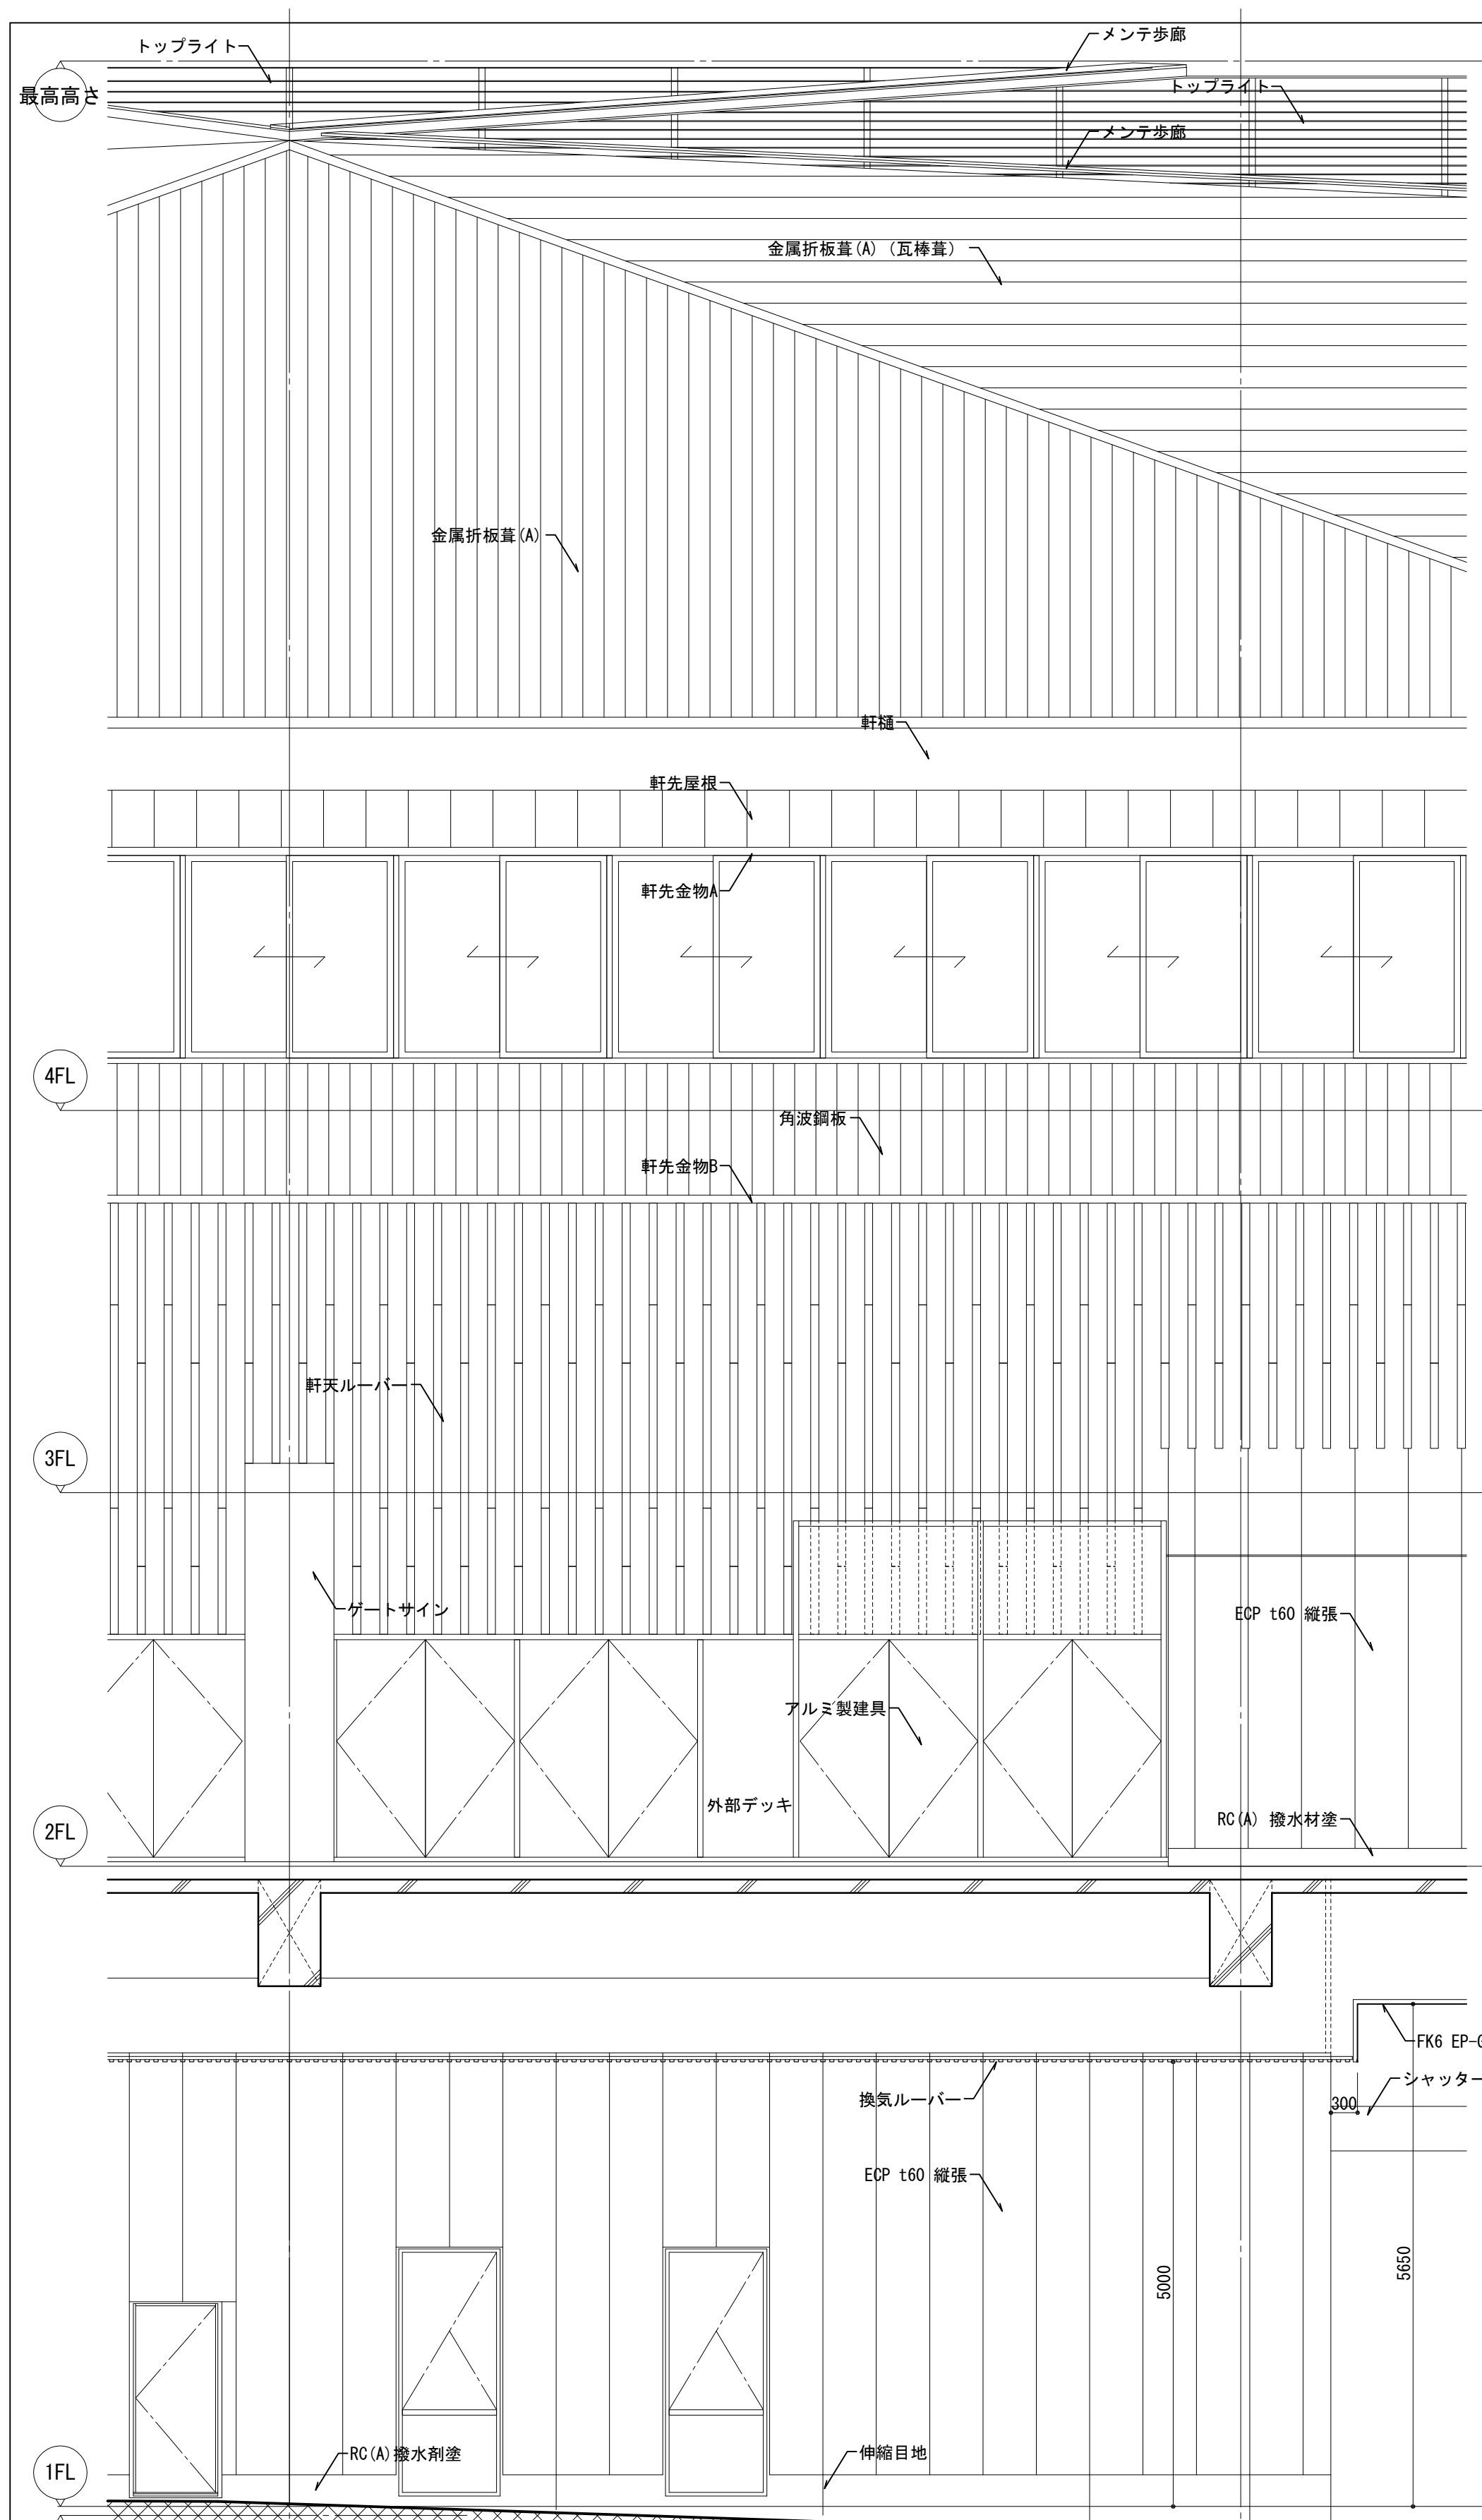 トップライト
メンテ歩廊
最高高さ
トップライト
メンテ歩廊
金属折板葺(A) (瓦棒葺)
金属折板葺(A)
軒樋
軒先屋根
軒先金物A
4FL
角波鋼板
軒先金物B
軒天ルーバー
3FL
ゲートサイン
ECP t60 縦張
アルミ製建具
外部デッキ
RC(A) 撥水材塗
2FL
FK6 EP-G
シャッター
換気ルーバー
300
ECP t60 縦張
5000
5650
RC(A)撥水剤塗
伸縮目地
1FL